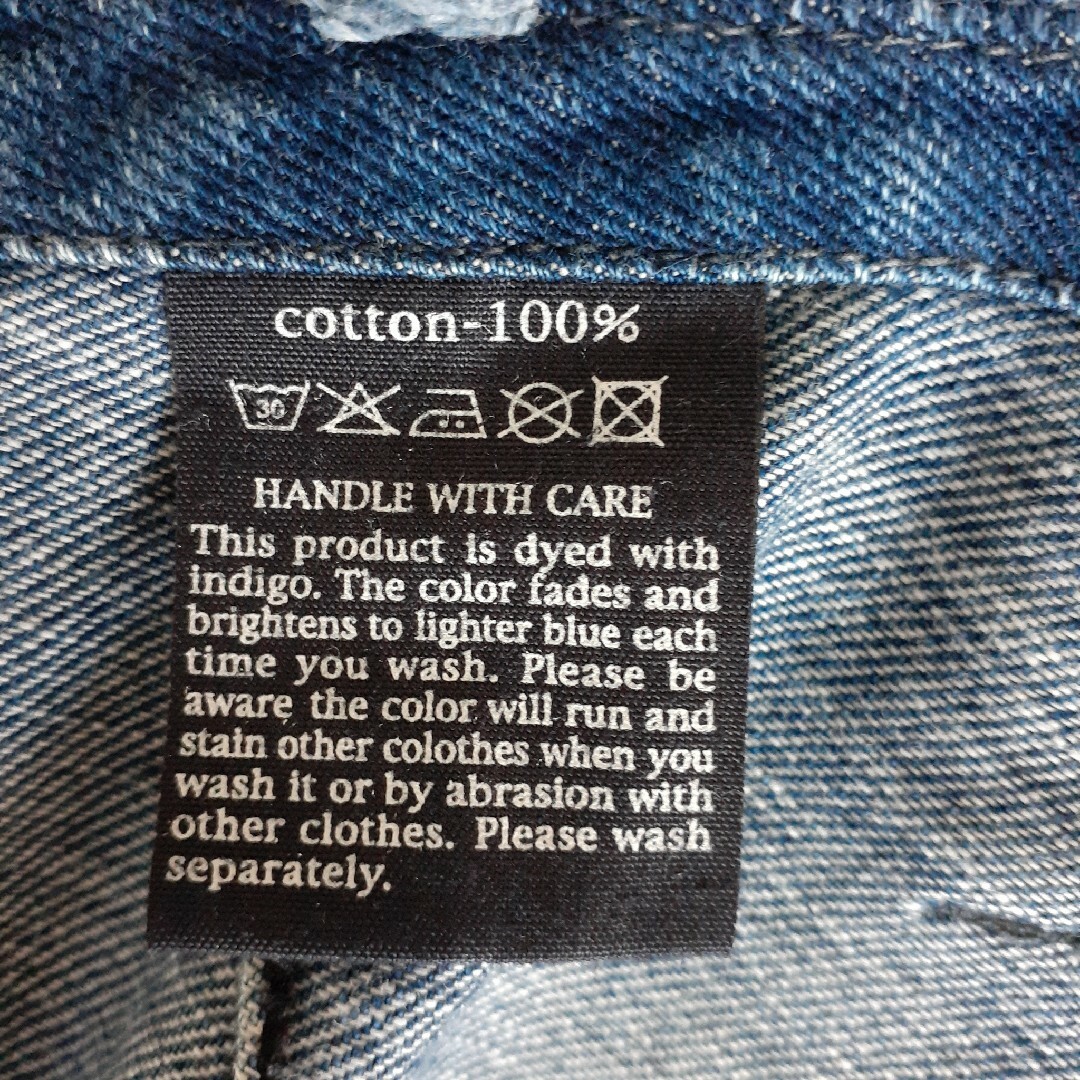 cotton-100%
30
HANDLE WITH CARE
This product is dyed with
indigo. The color fades and
brightens to lighter blue each
time you wash. Please be
aware the color will run and
stain other colothes when you
wash it or by abrasion with
other clothes. Please wash
separately.